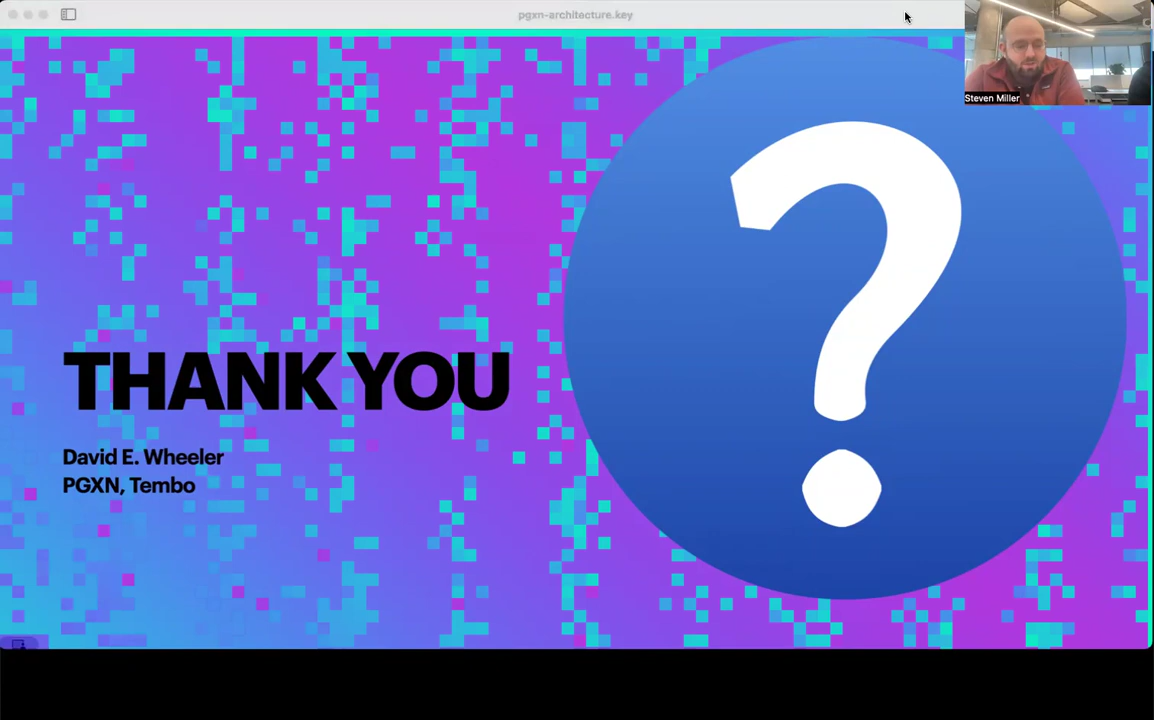 pgxn-architecture.key
Steven Miller
THANK YOU
David E. Wheeler
PGXN, Tembo